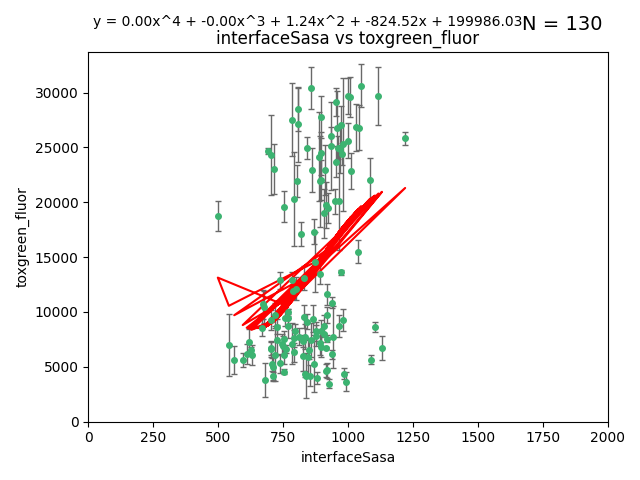 y = 0.00x^4 + -0.00x^3 + 1.24x^2 + -824.52x + 199986.03
N = 130
interfaceSasa vs toxgreen_fluor
toxgreen_fluor
30000
25000
20000
15000
10000
5000
0
0 250 500 750 1000 1250 1500 1750 2000
interfaceSasa